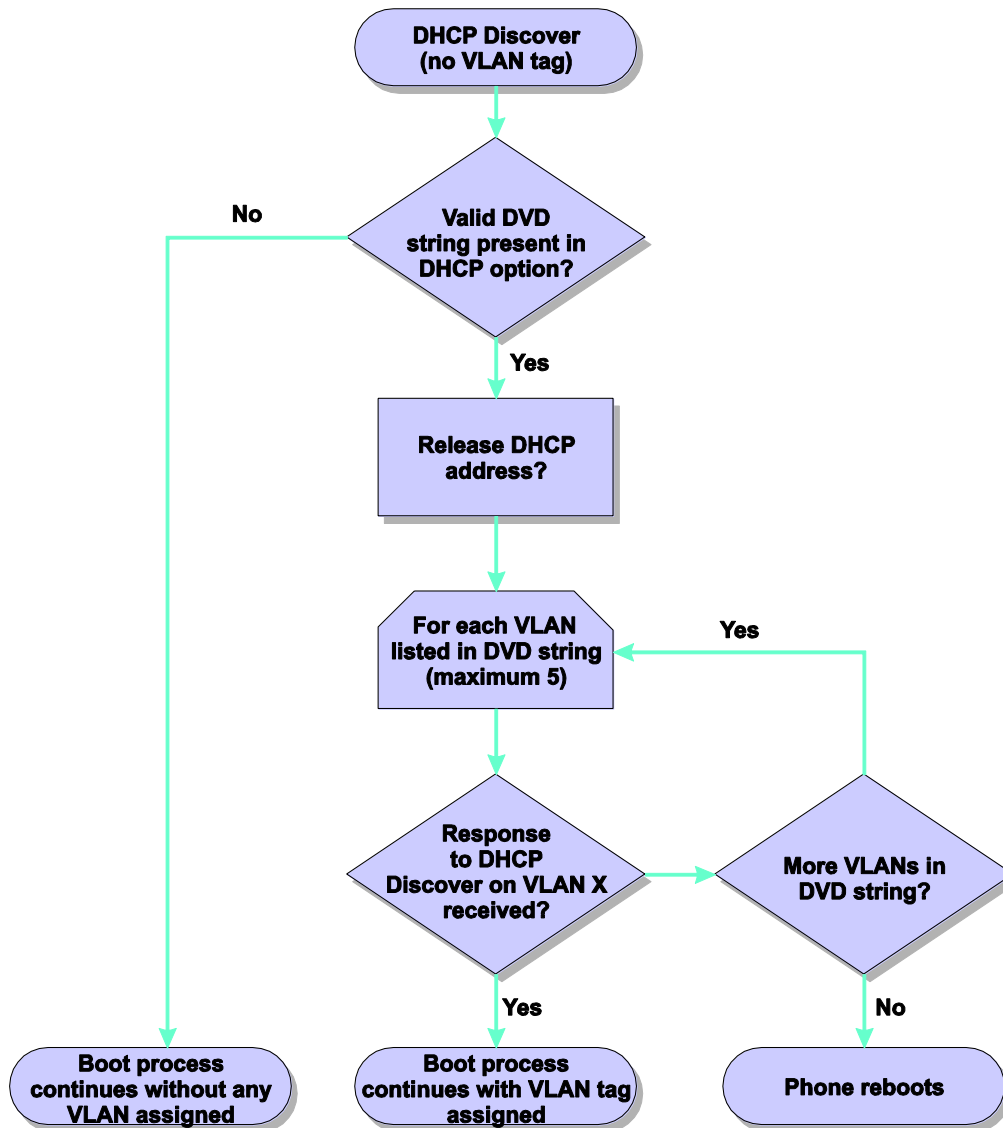 DHCP Discover
(no VLAN tag)
No
Valid DVD
string present in
DHCP option?
Yes
Release DHCP
address?
For each VLAN
listed in DVD string
(maximum 5)
Yes
Response
to DHCP
Discover on VLAN X
received?
More VLANs in
DVD string?
Yes
No
Boot process
continues without any
VLAN assigned
Boot process
continues with VLAN tag
assigned
Phone reboots